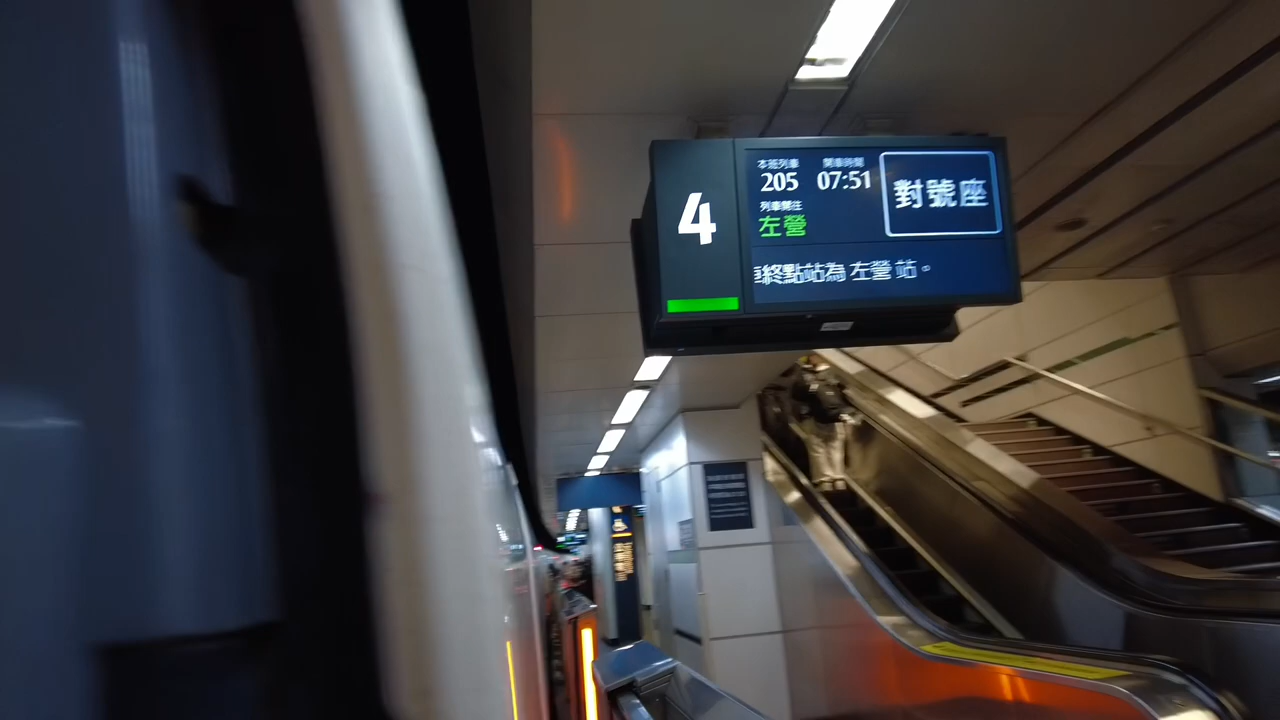 4
本班列車 開車時間
205 07:51
對號座
列車開往
左營
終點站為 左營 站。